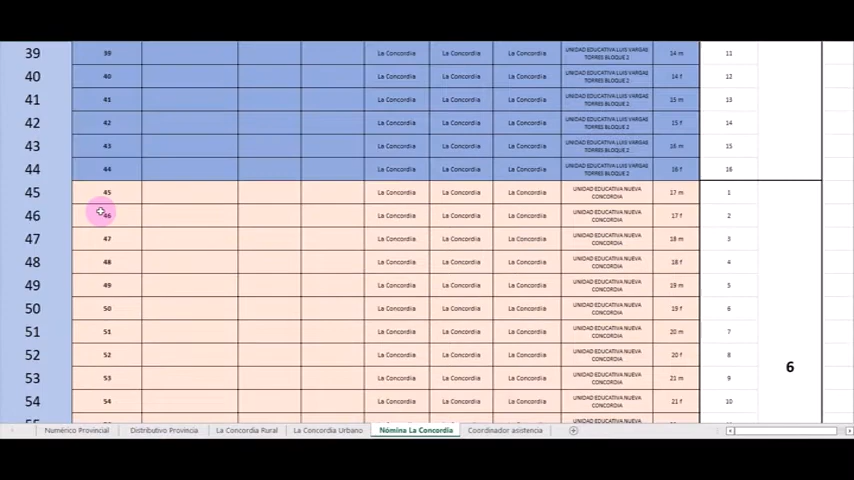 39 39 La Concordia La Concordia La Concordia UNIDAD EDUCATIVA LUIS VARGAS TORRES BLOQUE 2 14 m 11
40 40 La Concordia La Concordia La Concordia UNIDAD EDUCATIVA LUIS VARGAS TORRES BLOQUE 2 14 f 12
41 41 La Concordia La Concordia La Concordia UNIDAD EDUCATIVA LUIS VARGAS TORRES BLOQUE 2 15 m 13
42 42 La Concordia La Concordia La Concordia UNIDAD EDUCATIVA LUIS VARGAS TORRES BLOQUE 2 15 f 14
43 43 La Concordia La Concordia La Concordia UNIDAD EDUCATIVA LUIS VARGAS TORRES BLOQUE 2 16 m 15
44 44 La Concordia La Concordia La Concordia UNIDAD EDUCATIVA LUIS VARGAS TORRES BLOQUE 2 16 f 16
45 45 La Concordia La Concordia La Concordia UNIDAD EDUCATIVA NUEVA CONCORDIA 17 m 1
46 46 La Concordia La Concordia La Concordia UNIDAD EDUCATIVA NUEVA CONCORDIA 17 f 2
47 47 La Concordia La Concordia La Concordia UNIDAD EDUCATIVA NUEVA CONCORDIA 18 m 3
48 48 La Concordia La Concordia La Concordia UNIDAD EDUCATIVA NUEVA CONCORDIA 18 f 4
49 49 La Concordia La Concordia La Concordia UNIDAD EDUCATIVA NUEVA CONCORDIA 19 m 5
50 50 La Concordia La Concordia La Concordia UNIDAD EDUCATIVA NUEVA CONCORDIA 19 f 6
51 51 La Concordia La Concordia La Concordia UNIDAD EDUCATIVA NUEVA CONCORDIA 20 m 7
52 52 La Concordia La Concordia La Concordia UNIDAD EDUCATIVA NUEVA CONCORDIA 20 f 8
6
53 53 La Concordia La Concordia La Concordia UNIDAD EDUCATIVA NUEVA CONCORDIA 21 m 9
54 54 La Concordia La Concordia La Concordia UNIDAD EDUCATIVA NUEVA CONCORDIA 21 f 10
Numérico Provincial Distributivo Provincia La Concordia Rural La Concordia Urbano Nómina La Concordia Coordinador asistencia